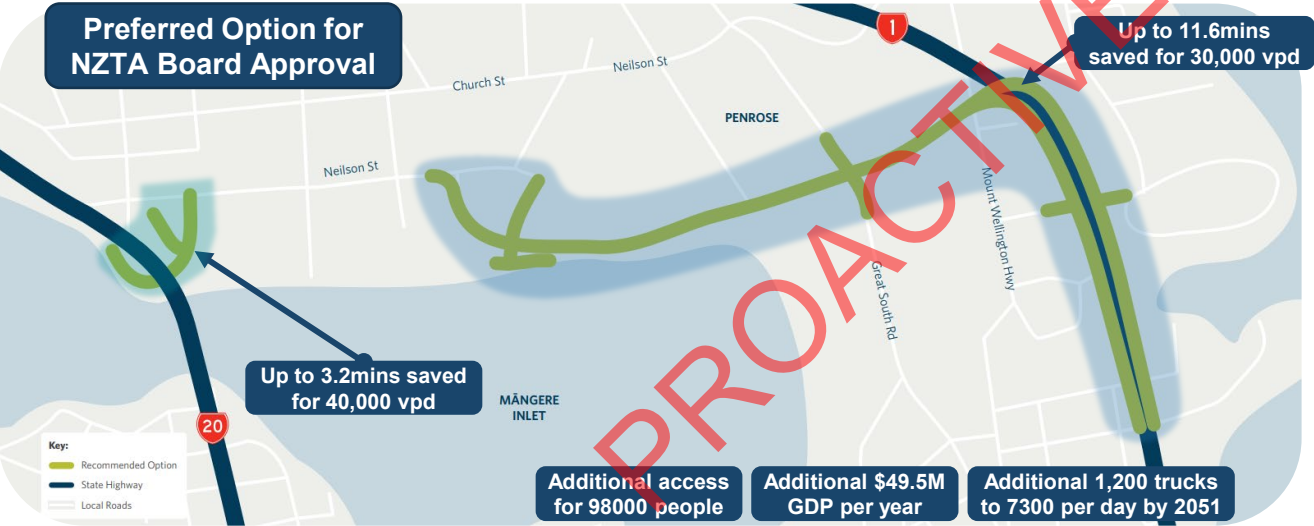 Preferred Option for
NZTA Board Approval
1
Up to 11.6mins
saved for 30,000 vpd
Church St
Neilson St
PENROSE
Neilson St
Mount Wellington Hwy
Great South Rd
Up to 3.2mins saved
for 40,000 vpd
MĀNGERE
INLET
20
Key:
Recommended Option
State Highway
Local Roads
Additional access
for 98000 people
Additional $49.5M
GDP per year
Additional 1,200 trucks
to 7300 per day by 2051
PROACTIVE